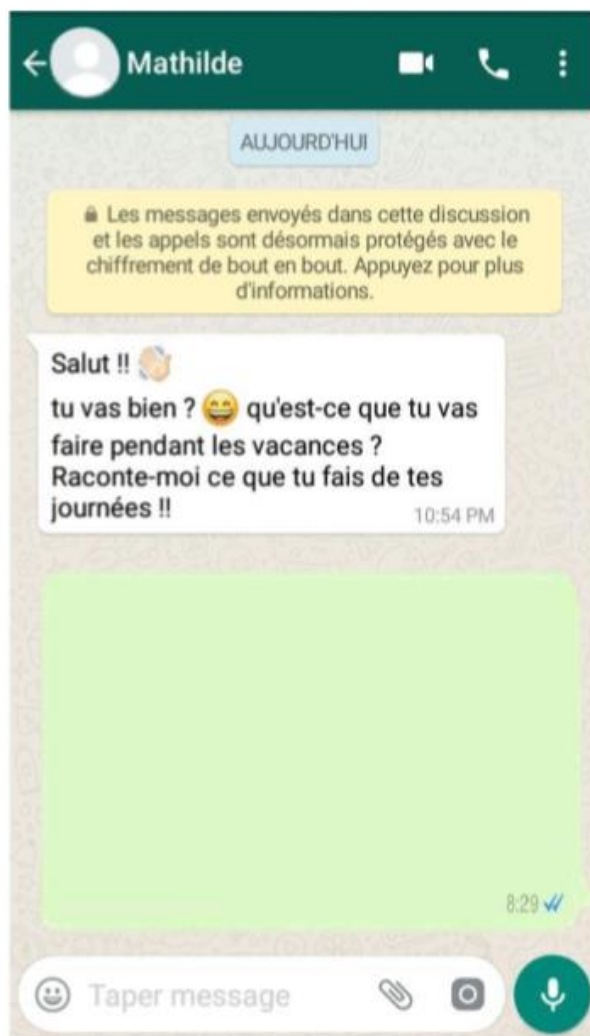 Mathilde
AUJOURD'HUI
Les messages envoyés dans cette discussion
et les appels sont désormais protégés avec le
chiffrement de bout en bout. Appuyez pour plus
d'informations.
Salut !! 👋🏻
tu vas bien ? 😄 qu'est-ce que tu vas
faire pendant les vacances ?
Raconte-moi ce que tu fais de tes
journées !!
10:54 PM
8:29
Taper message